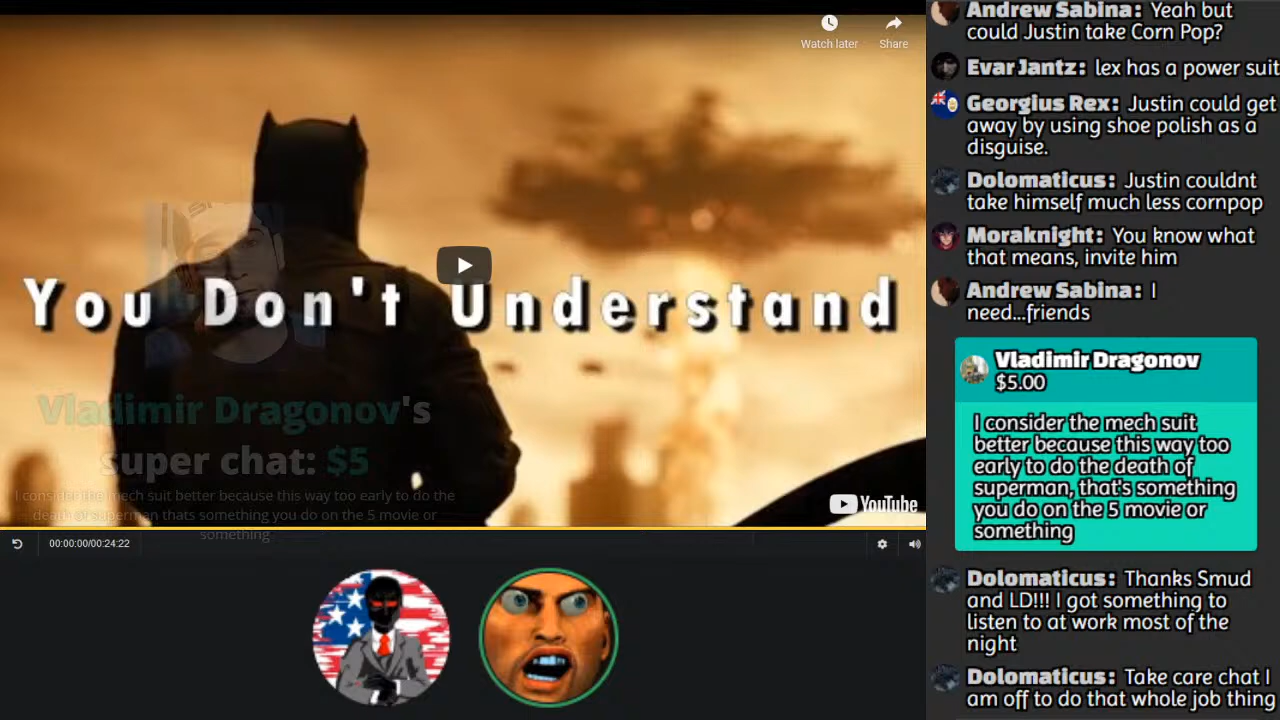 Watch later
Share
You Don't Understand
Vladimir Dragonov's
super chat: $5
I consider the mech suit better because this way too early to do the
death of superman thats something you do on the 5 movie or
something
YouTube
00:00:00/00:24:22
Andrew Sabina: Yeah but
could Justin take Corn Pop?
Evar Jantz: lex has a power suit
Georgius Rex: Justin could get
away by using shoe polish as a
disguise.
Dolomaticus: Justin couldnt
take himself much less cornpop
Moraknight: You know what
that means, invite him
Andrew Sabina: I
need...friends
Vladimir Dragonov
$5.00
I consider the mech suit
better because this way too
early to do the death of
superman, that's something
you do on the 5 movie or
something
Dolomaticus: Thanks Smud
and LD!!! I got something to
listen to at work most of the
night
Dolomaticus: Take care chat I
am off to do that whole job thing